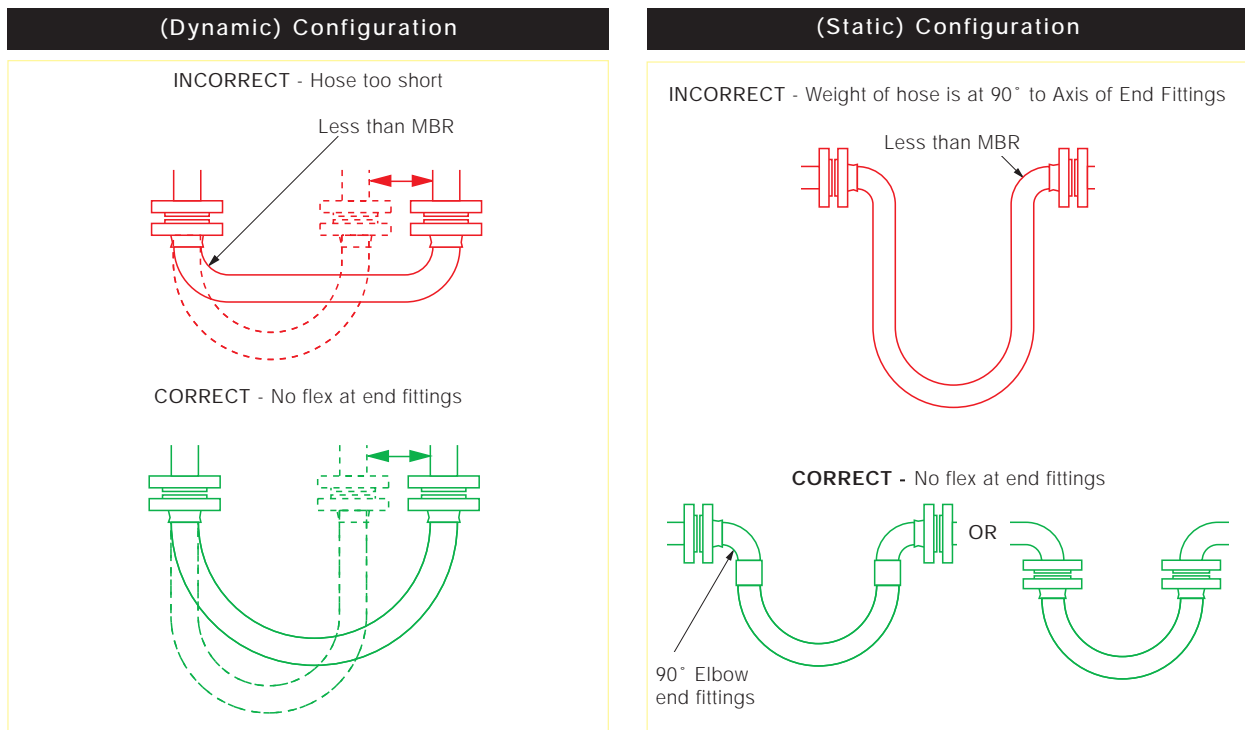 (Dynamic) Configuration
INCORRECT - Hose too short
Less than MBR
CORRECT - No flex at end fittings
(Static) Configuration
INCORRECT - Weight of hose is at 90˚ to Axis of End Fittings
Less than MBR
CORRECT - No flex at end fittings
OR
90˚ Elbow
end fittings